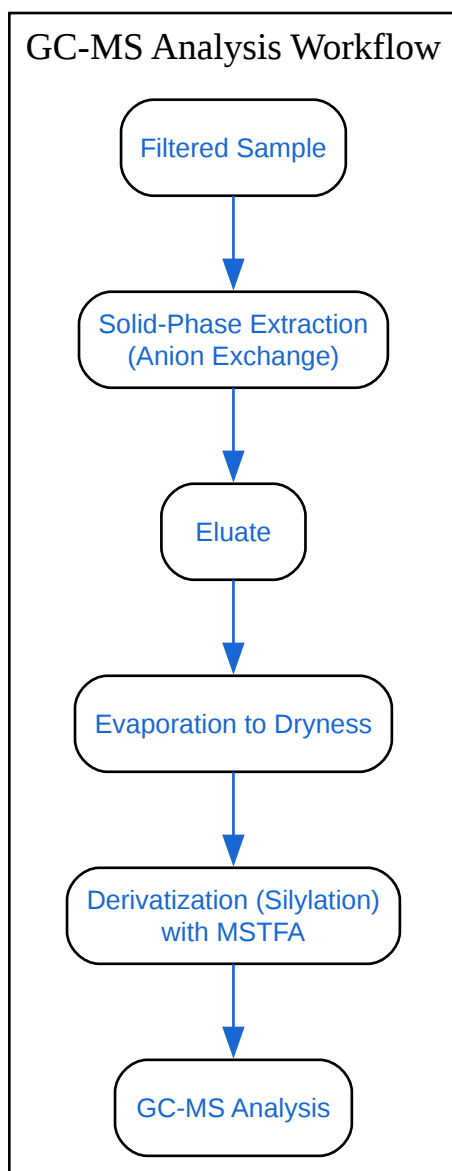 GC-MS Analysis Workflow
Filtered Sample
Solid-Phase Extraction
(Anion Exchange)
Eluate
Evaporation to Dryness
Derivatization (Silylation)
with MSTFA
GC-MS Analysis